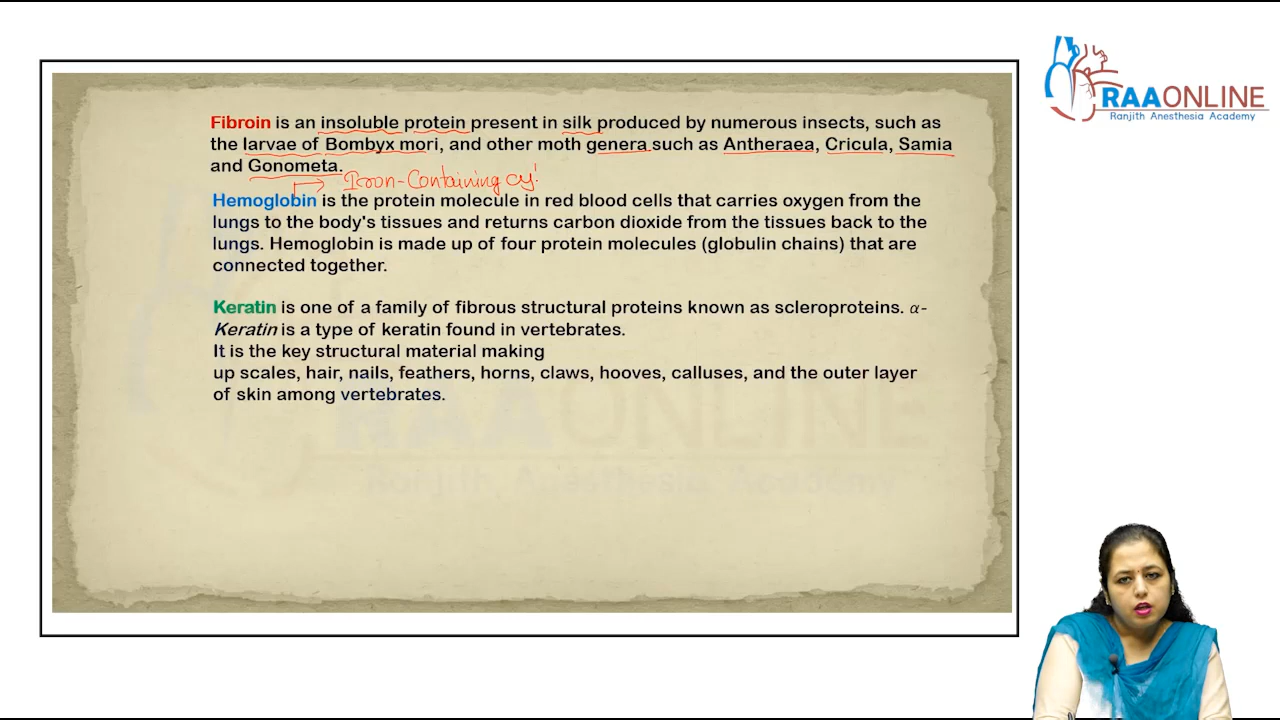 RAAONLINE
Ranjith Anesthesia Academy
Fibroin is an insoluble protein present in silk produced by numerous insects, such as
the larvae of Bombyx mori, and other moth genera such as Antheraea, Cricula, Samia
and Gonometa.
Iron-Containing
Hemoglobin is the protein molecule in red blood cells that carries oxygen from the
lungs to the body's tissues and returns carbon dioxide from the tissues back to the
lungs. Hemoglobin is made up of four protein molecules (globulin chains) that are
connected together.
Keratin is one of a family of fibrous structural proteins known as scleroproteins. α-
Keratin is a type of keratin found in vertebrates.
It is the key structural material making
up scales, hair, nails, feathers, horns, claws, hooves, calluses, and the outer layer
of skin among vertebrates.
RAAONLINE
Ranjith Anesthesia Academy